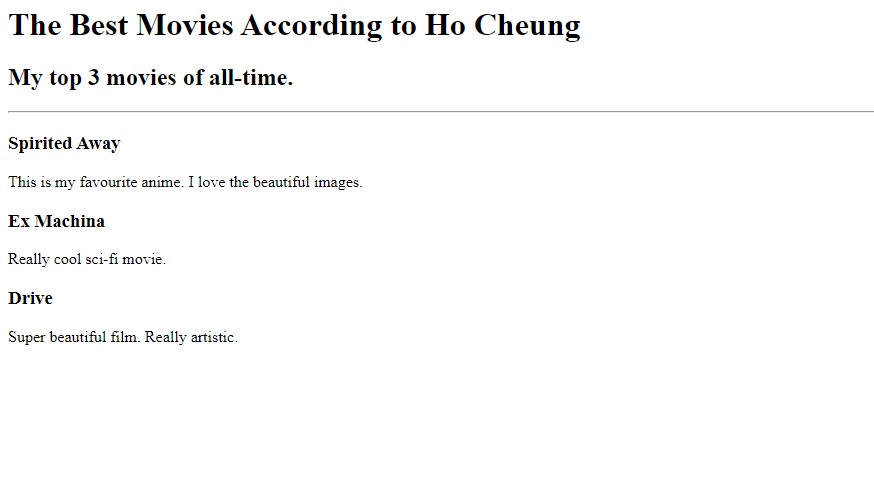 The Best Movies According to Ho Cheung
My top 3 movies of all-time.
Spirited Away
This is my favourite anime. I love the beautiful images.
Ex Machina
Really cool sci-fi movie.
Drive
Super beautiful film. Really artistic.